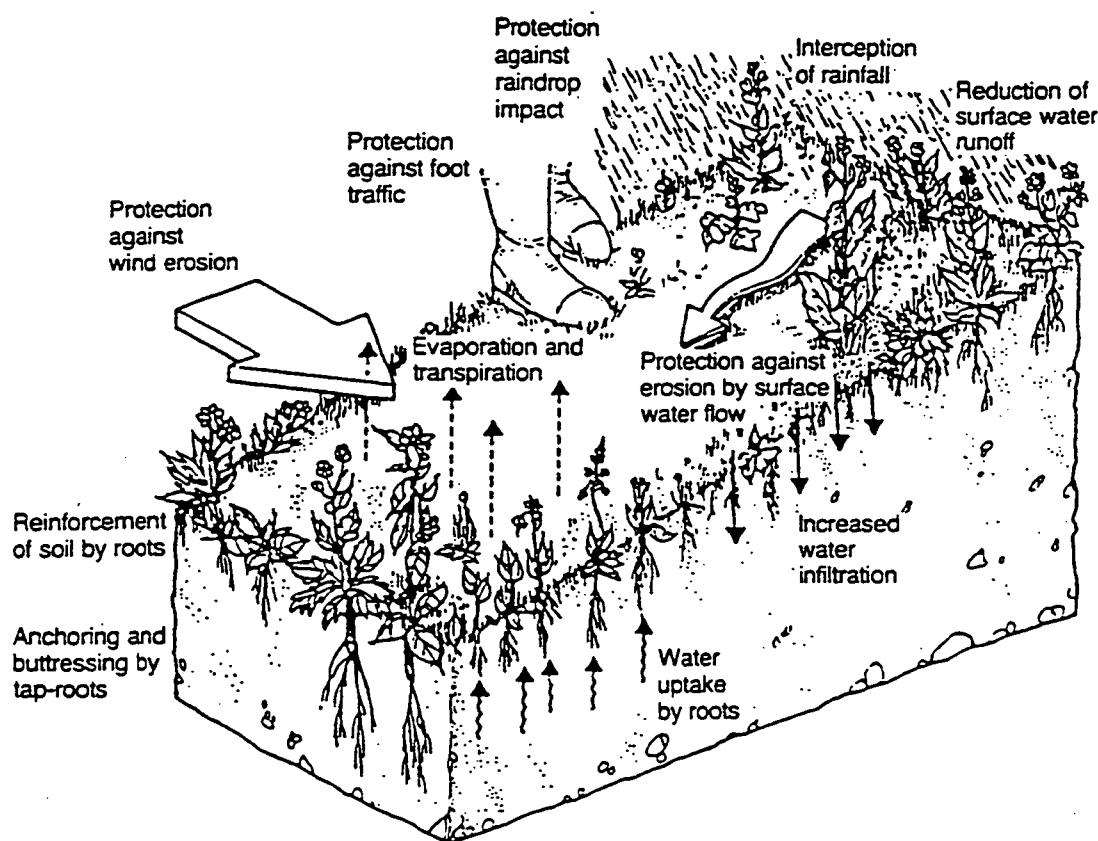 Protection
against
raindrop
impact
Interception
of rainfall
Reduction of
surface water
runoff
Protection
against foot
traffic
Protection
against
wind erosion
Evaporation and
transpiration
Protection against
erosion by surface
water flow
Reinforcement
of soil by roots
Increased
water
infiltration
Anchoring and
buttressing by
tap-roots
Water
uptake
by roots